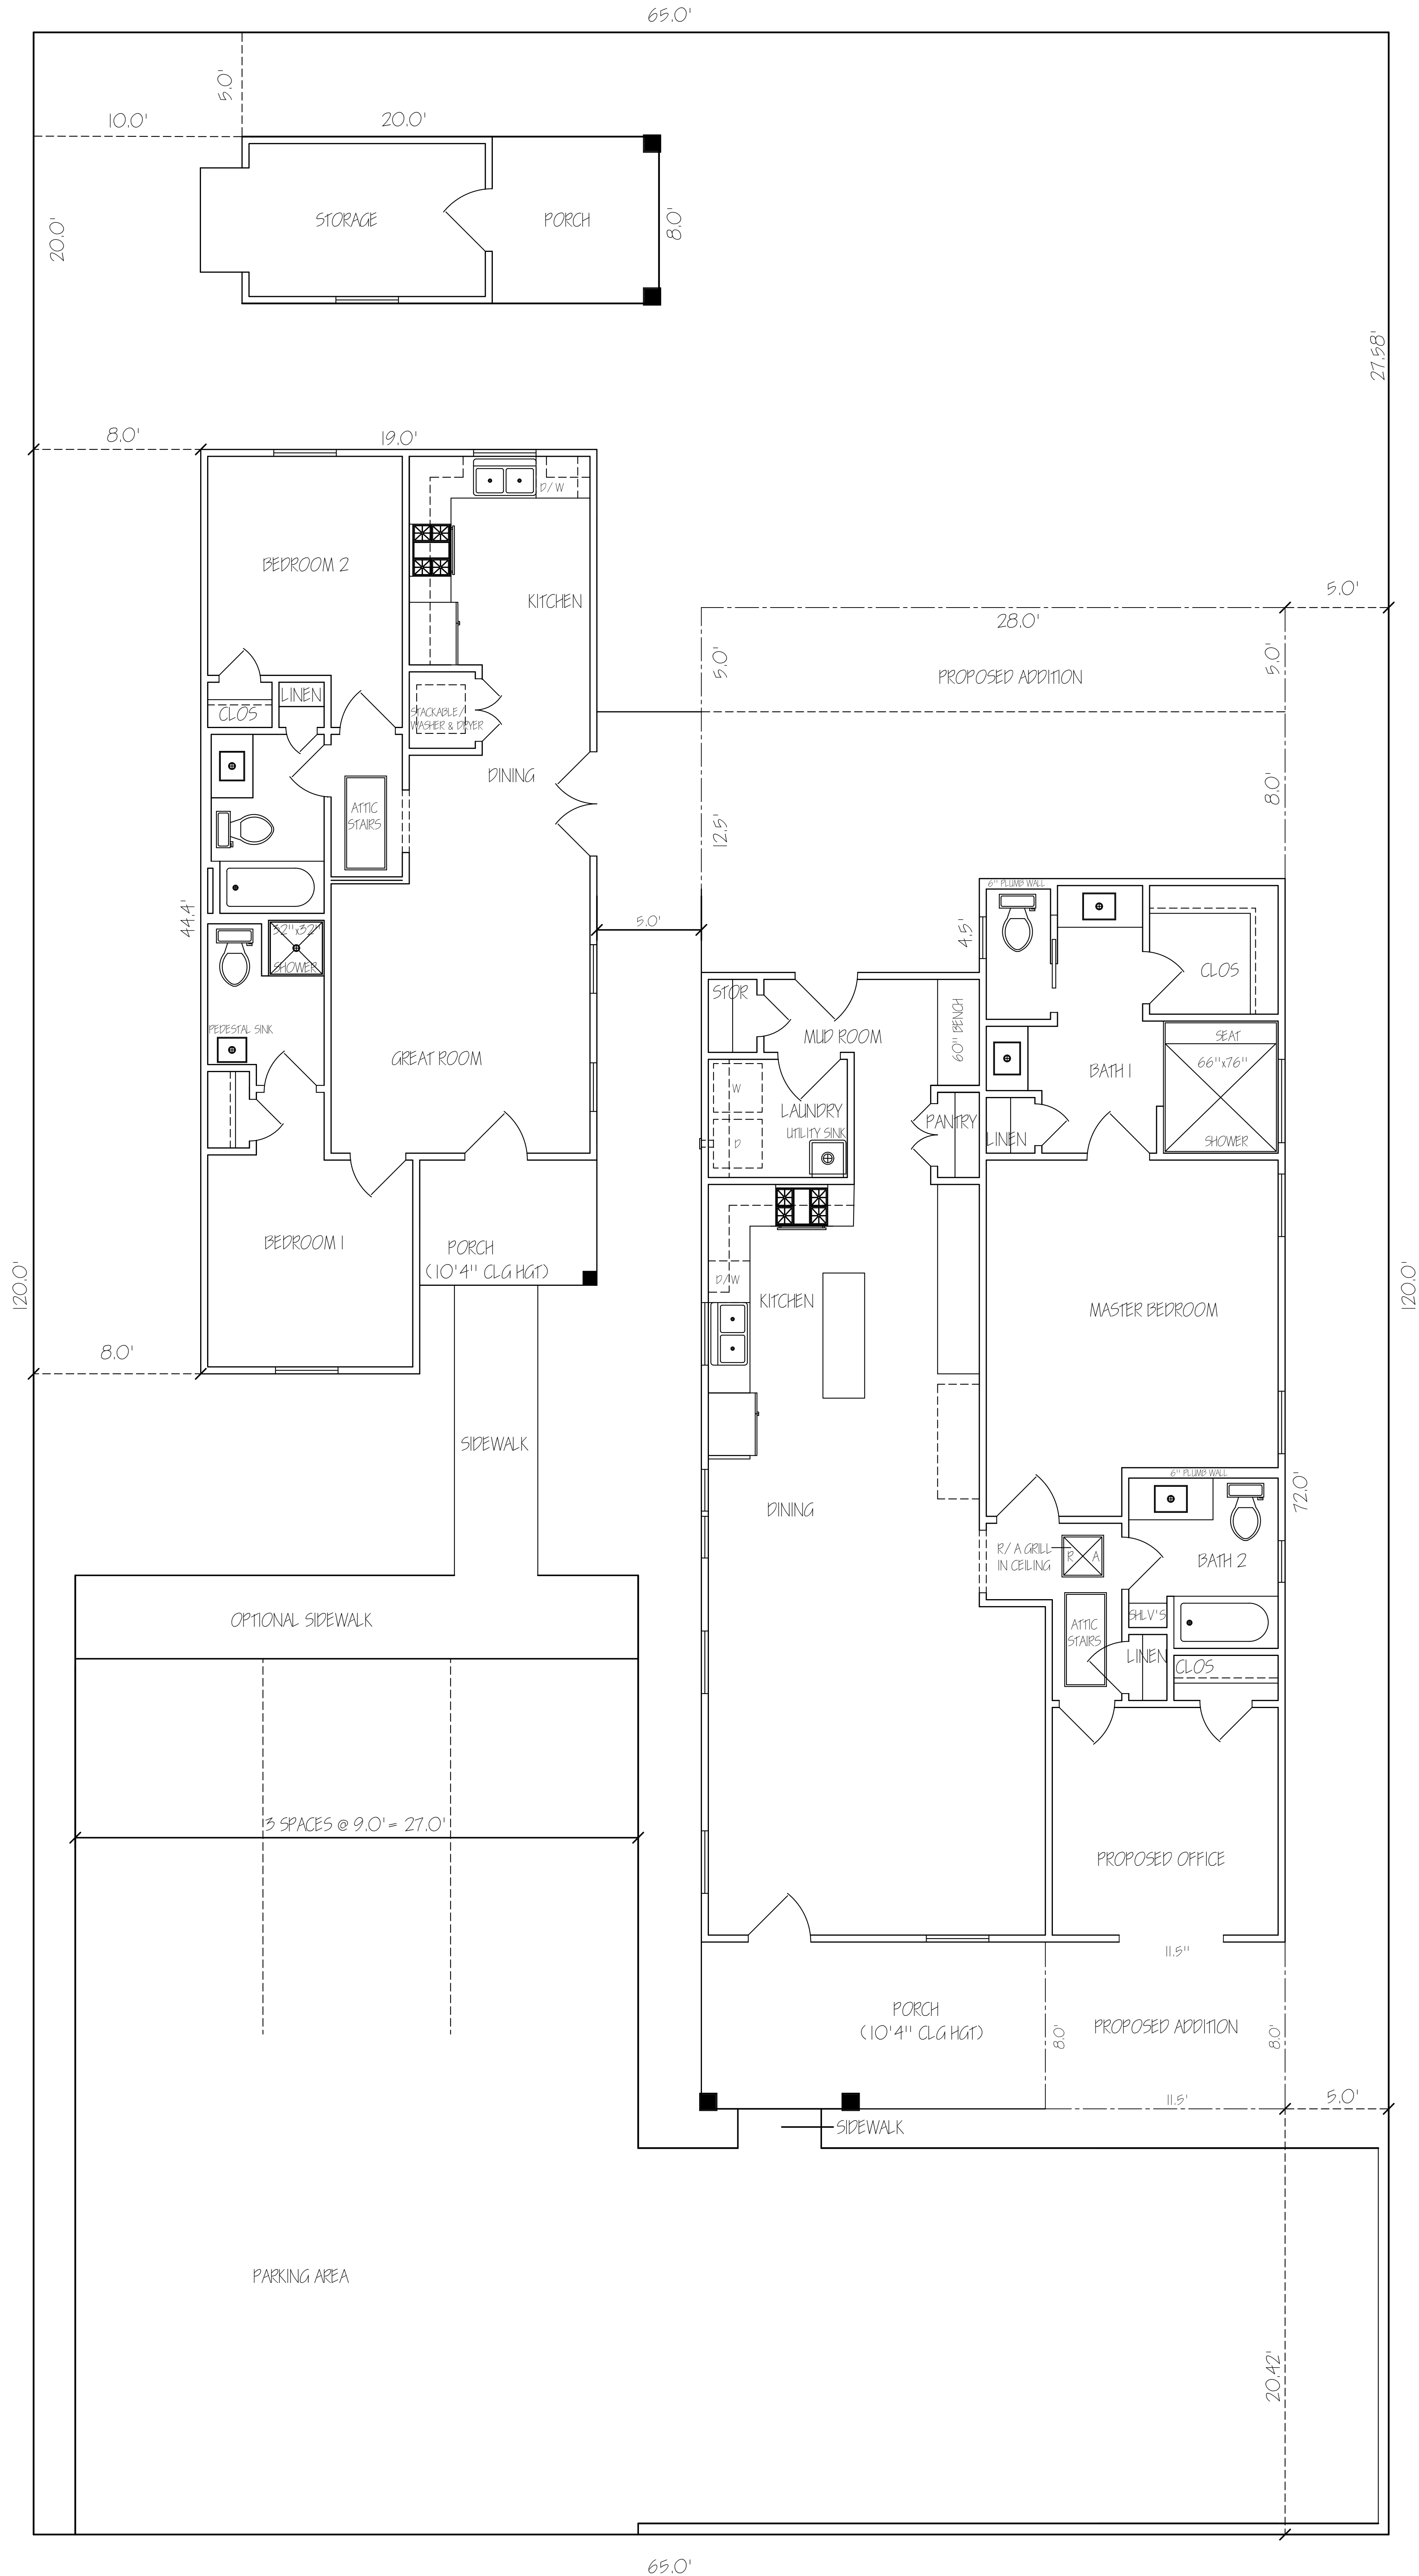 65.0'
5.0'
10.0'
20.0'
20.0'
STORAGE
PORCH
8.0'
27.58'
8.0'
19.0'
D/W
BEDROOM 2
KITCHEN
5.0'
28.0'
5.0'
PROPOSED ADDITION
5.0'
LINEN
CLOS
STACKABLE/
WASHER & DRYER
DINING
8.0'
ATTIC
STAIRS
12.5'
6" PLUMB WALL
44.4'
5.0'
4.5'
32"x32"
SHOWER
CLOS
STOR
PEDESTAL SINK
MUD ROOM
60" BENCH
SEAT
GREAT ROOM
66"x76"
BATH 1
W
LAUNDRY
PANTRY
UTILITY SINK
D
LINEN
SHOWER
BEDROOM 1
PORCH
(10'4" CLG HGT)
D/W
120.0'
120.0'
KITCHEN
MASTER BEDROOM
8.0'
SIDEWALK
6" PLUMB WALL
72.0'
DINING
R/A GRILL
IN CEILING
R A
BATH 2
OPTIONAL SIDEWALK
SHLV'S
ATTIC
STAIRS
LINEN
CLOS
3 SPACES @ 9.0' = 27.0'
PROPOSED OFFICE
11.5"
PORCH
(10'4" CLG HGT)
8.0'
PROPOSED ADDITION
8.0'
11.5'
5.0'
SIDEWALK
PARKING AREA
20.42'
65.0'